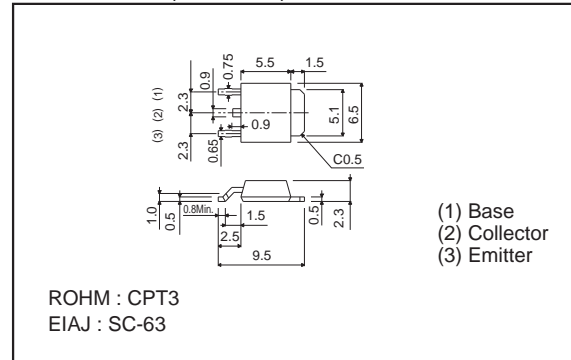 5.5
1.5
0.75
0.9
2.3
2.3
(1)
(2)
(3)
0.65
0.9
5.1
6.5
C0.5
1.0
0.5
0.8Min.
1.5
2.5
9.5
0.5
2.3
(1) Base
(2) Collector
(3) Emitter
ROHM : CPT3
EIAJ : SC-63